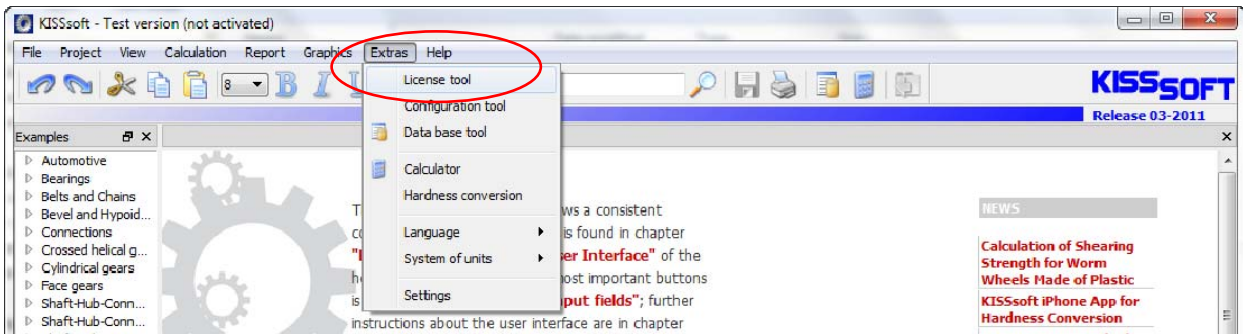 KISSsoft - Test version (not activated)
File Project View Calculation Report Graphics Extras Help
8 B I
KISSSOFT
Release 03-2011
Examples
Automotive
Bearings
Belts and Chains
Bevel and Hypoid...
Connections
Crossed helical g...
Cylindrical gears
Face gears
Shaft-Hub-Conn...
Shaft-Hub-Conn...
License tool
Configuration tool
Data base tool
Calculator
Hardness conversion
Language
System of units
Settings
ws a consistent
is found in chapter
er Interface" of the
ost important buttons
put fields"; further
instructions about the user interface are in chapter
NEWS
Calculation of Shearing
Strength for Worm
Wheels Made of Plastic
KISSsoft iPhone App for
Hardness Conversion